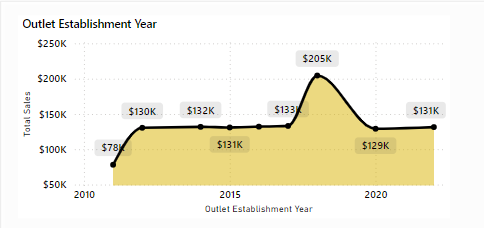 Outlet Establishment Year
$250K
$200K
$150K
$100K
$50K
Total Sales
$78K
$130K
$132K
$131K
$133K
$205K
$129K
$131K
2010
2015
2020
Outlet Establishment Year